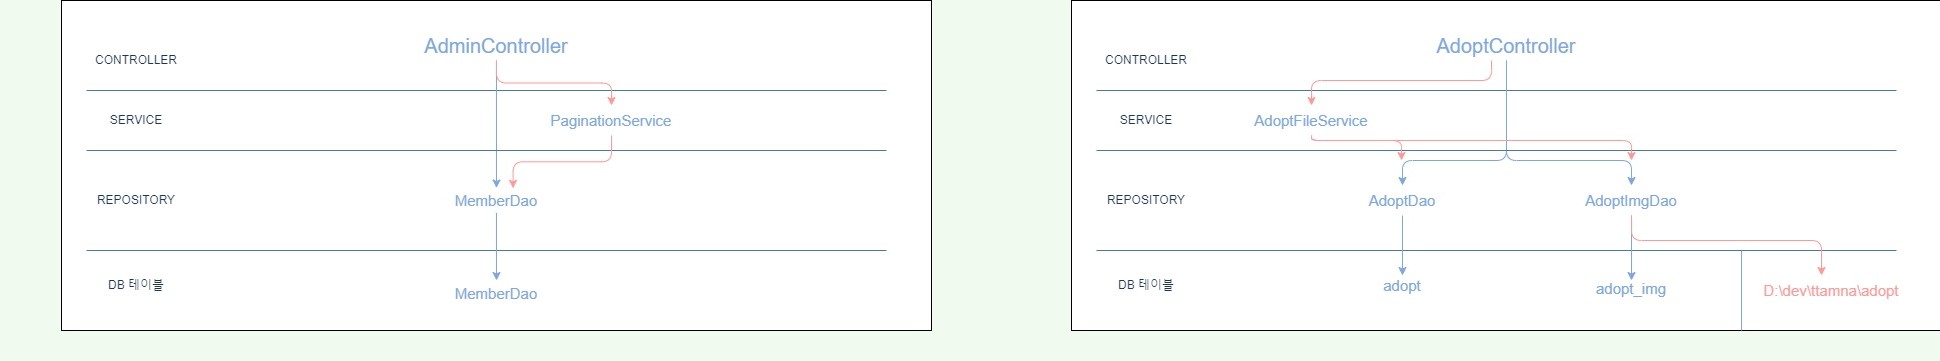 AdminController
CONTROLLER
SERVICE
PaginationService
REPOSITORY
MemberDao
DB 테이블
MemberDao
AdoptController
CONTROLLER
SERVICE
AdoptFileService
REPOSITORY
AdoptDao
AdoptImgDao
DB 테이블
adopt
adopt_img
D:\dev\ttamna\adopt